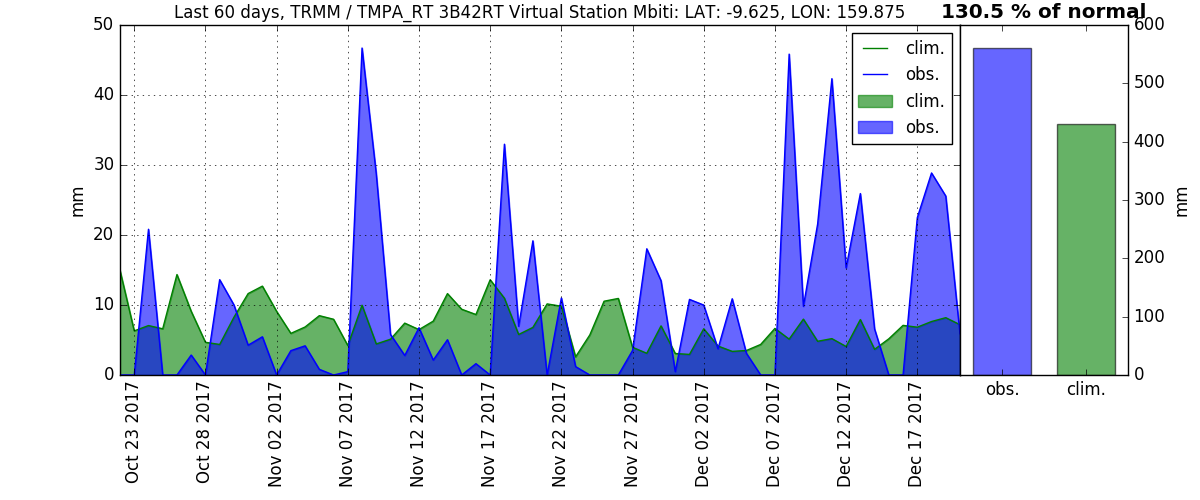 Last 60 days, TRMM / TMPA_RT 3B42RT Virtual Station Mbiti: LAT: -9.625, LON: 159.875
130.5 % of normal
50
40
30
20
10
0
mm
clim.
obs.
clim.
obs.
600
500
400
300
200
100
0
mm
obs.
clim.
Oct 23 2017
Oct 28 2017
Nov 02 2017
Nov 07 2017
Nov 12 2017
Nov 17 2017
Nov 22 2017
Nov 27 2017
Dec 02 2017
Dec 07 2017
Dec 12 2017
Dec 17 2017